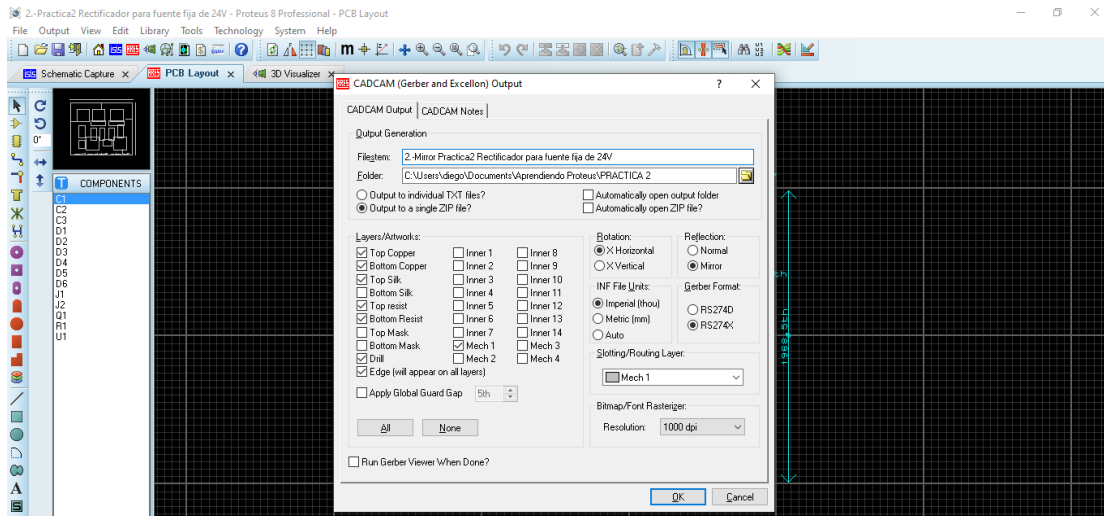 2.-Practica2 Rectificador para fuente fija de 24V - Proteus 8 Professional - PCB Layout
File Output View Edit Library Tools Technology System Help
Schematic Capture x PCB Layout x 3D Visualizer x
CADCAM (Gerber and Excellon) Output ? X
CADCAM Output CADCAM Notes
Output Generation
Filestem: 2.-Mirror Practica2 Rectificador para fuente fija de 24V
Folder: C:\Users\diego\Documents\Aprendiendo Proteus\PRACTICA 2
Output to individual TXT files? Automatically open output folder
Output to a single ZIP file? Automatically open ZIP file?
Layers/Artworks: Rotation: Reflection:
Top Copper Inner 1 Inner 8 X Horizontal Normal
Bottom Copper Inner 2 Inner 9 X Vertical Mirror
Top Silk Inner 3 Inner 10 INF File Units: Gerber Format:
Bottom Silk Inner 4 Inner 11 Imperial (thou) RS274D
Top resist Inner 5 Inner 12 Metric (mm) RS274X
Bottom Resist Inner 6 Inner 13 Auto
Top Mask Inner 7 Inner 14
Bottom Mask Mech 1 Mech 3 Slotting/Routing Layer:
Drill Mech 2 Mech 4 Mech 1
Edge (will appear on all layers)
Apply Global Guard Gap 5th Bitmap/Font Rasterizer:
All None Resolution: 1000 dpi
Run Gerber Viewer When Done?
OK Cancel
0°
T COMPONENTS
C1
C2
C3
D1
D2
D3
D4
D5
D6
J1
J2
Q1
R1
U1
A
S
th
1968.5th